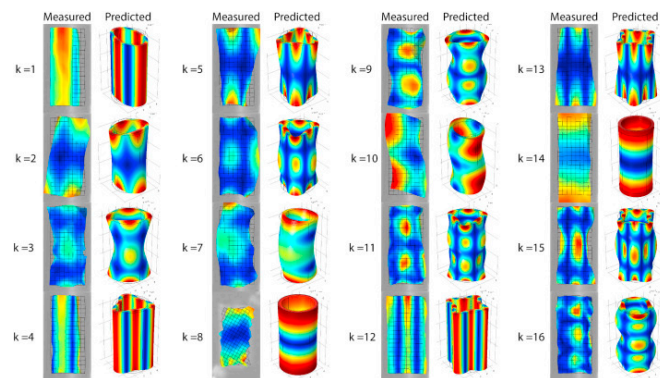 Measured Predicted Measured Predicted Measured Predicted Measured Predicted
k =1 k =5 k =9 k =13
k =2 k =6 k =10 k =14
k =3 k =7 k =11 k =15
k =4 k =8 k =12 k =16